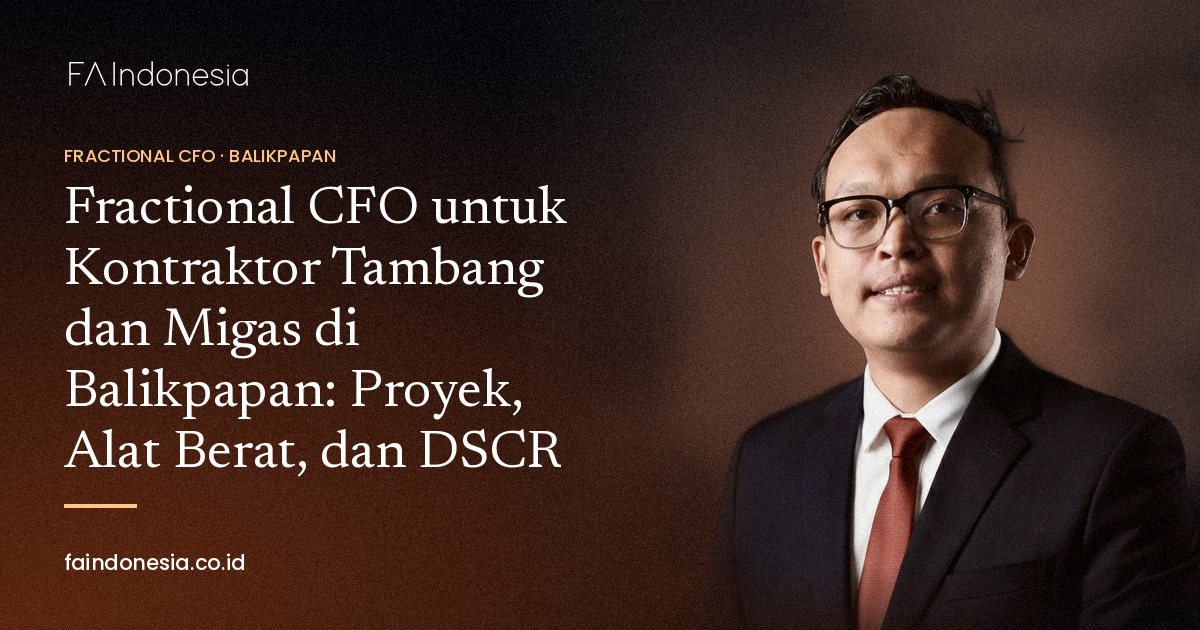 FA Indonesia
FRACTIONAL CFO · BALIKPAPAN
Fractional CFO untuk
Kontraktor Tambang
dan Migas di
Balikpapan: Proyek,
Alat Berat, dan DSCR
faindonesia.co.id